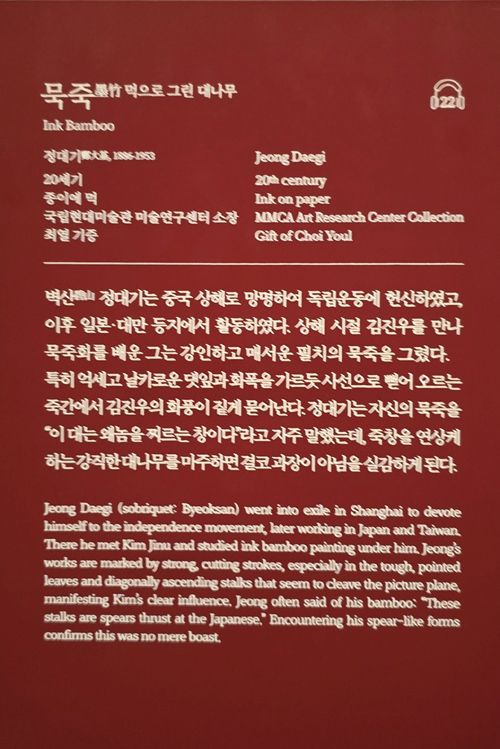 묵죽墨竹 먹으로 그린 대나무
22
Ink Bamboo
정대기鄭大基, 1886-1953
20세기
종이에 먹
국립현대미술관 미술연구센터 소장
최열 기증
Jeong Daegi
20th century
Ink on paper
MMCA Art Research Center Collection
Gift of Choi Youl
벽산碧山 정대기는 중국 상해로 망명하여 독립운동에 헌신하였고,
이후 일본·대만 등지에서 활동하였다. 상해 시절 김진우를 만나
묵죽화를 배운 그는 강인하고 매서운 필치의 묵죽을 그렸다.
특히 억세고 날카로운 댓잎과 화폭을 가르듯 사선으로 뻗어 오르는
죽간에서 김진우의 화풍이 짙게 묻어난다. 정대기는 자신의 묵죽을
“이 대는 왜놈을 찌르는 창이다”라고 자주 말했는데, 죽창을 연상케
하는 강직한 대나무를 마주하면 결코 과장이 아님을 실감하게 된다.
Jeong Daegi (sobriquet: Byeoksan) went into exile in Shanghai to devote
himself to the independence movement, later working in Japan and Taiwan.
There he met Kim Jinu and studied ink bamboo painting under him. Jeong’s
works are marked by strong, cutting strokes, especially in the tough, pointed
leaves and diagonally ascending stalks that seem to cleave the picture plane,
manifesting Kim’s clear influence. Jeong often said of his bamboo: “These
stalks are spears thrust at the Japanese.” Encountering his spear-like forms
confirms this was no mere boast.